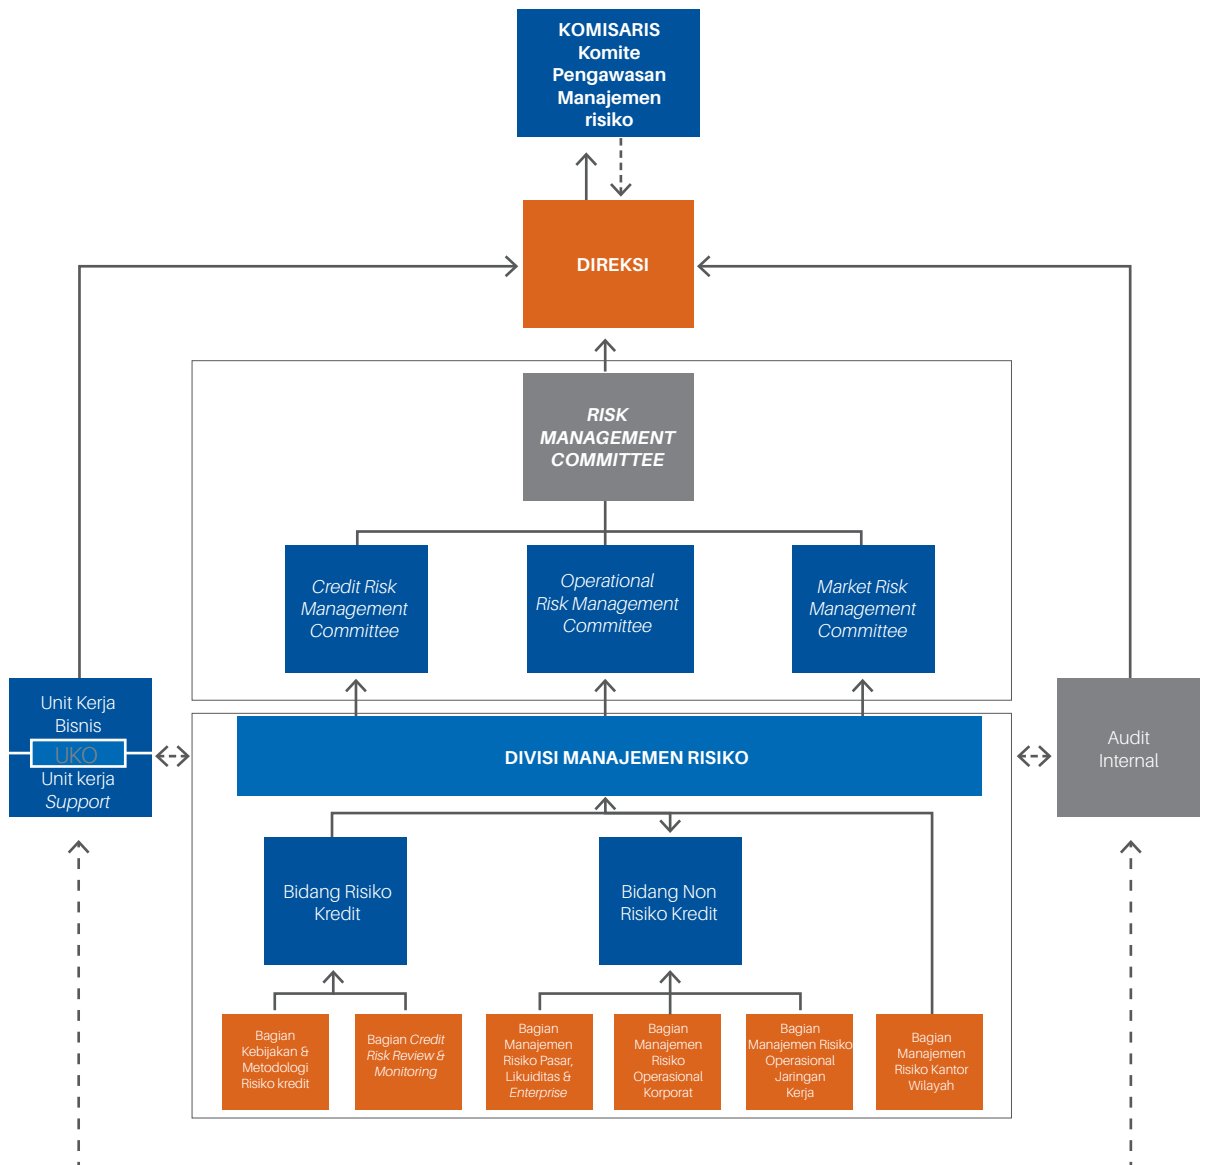 KOMISARIS
Komite
Pengawasan
Manajemen
risiko
DIREKSI
RISK
MANAGEMENT
COMMITTEE
Credit Risk
Management
Committee
Operational
Risk Management
Committee
Market Risk
Management
Committee
Unit Kerja
Bisnis
UKO
Unit kerja
Support
DIVISI MANAJEMEN RISIKO
Audit
Internal
Bidang Risiko
Kredit
Bidang Non
Risiko Kredit
Bagian
Kebijakan &
Metodologi
Risiko kredit
Bagian Credit
Risk Review &
Monitoring
Bagian
Manajemen
Risiko Pasar,
Likuiditas &
Enterprise
Bagian
Manajemen
Risiko
Operasional
Korporat
Bagian
Manajemen Risiko
Operasional
Jaringan
Kerja
Bagian
Manajemen
Risiko Kantor
Wilayah